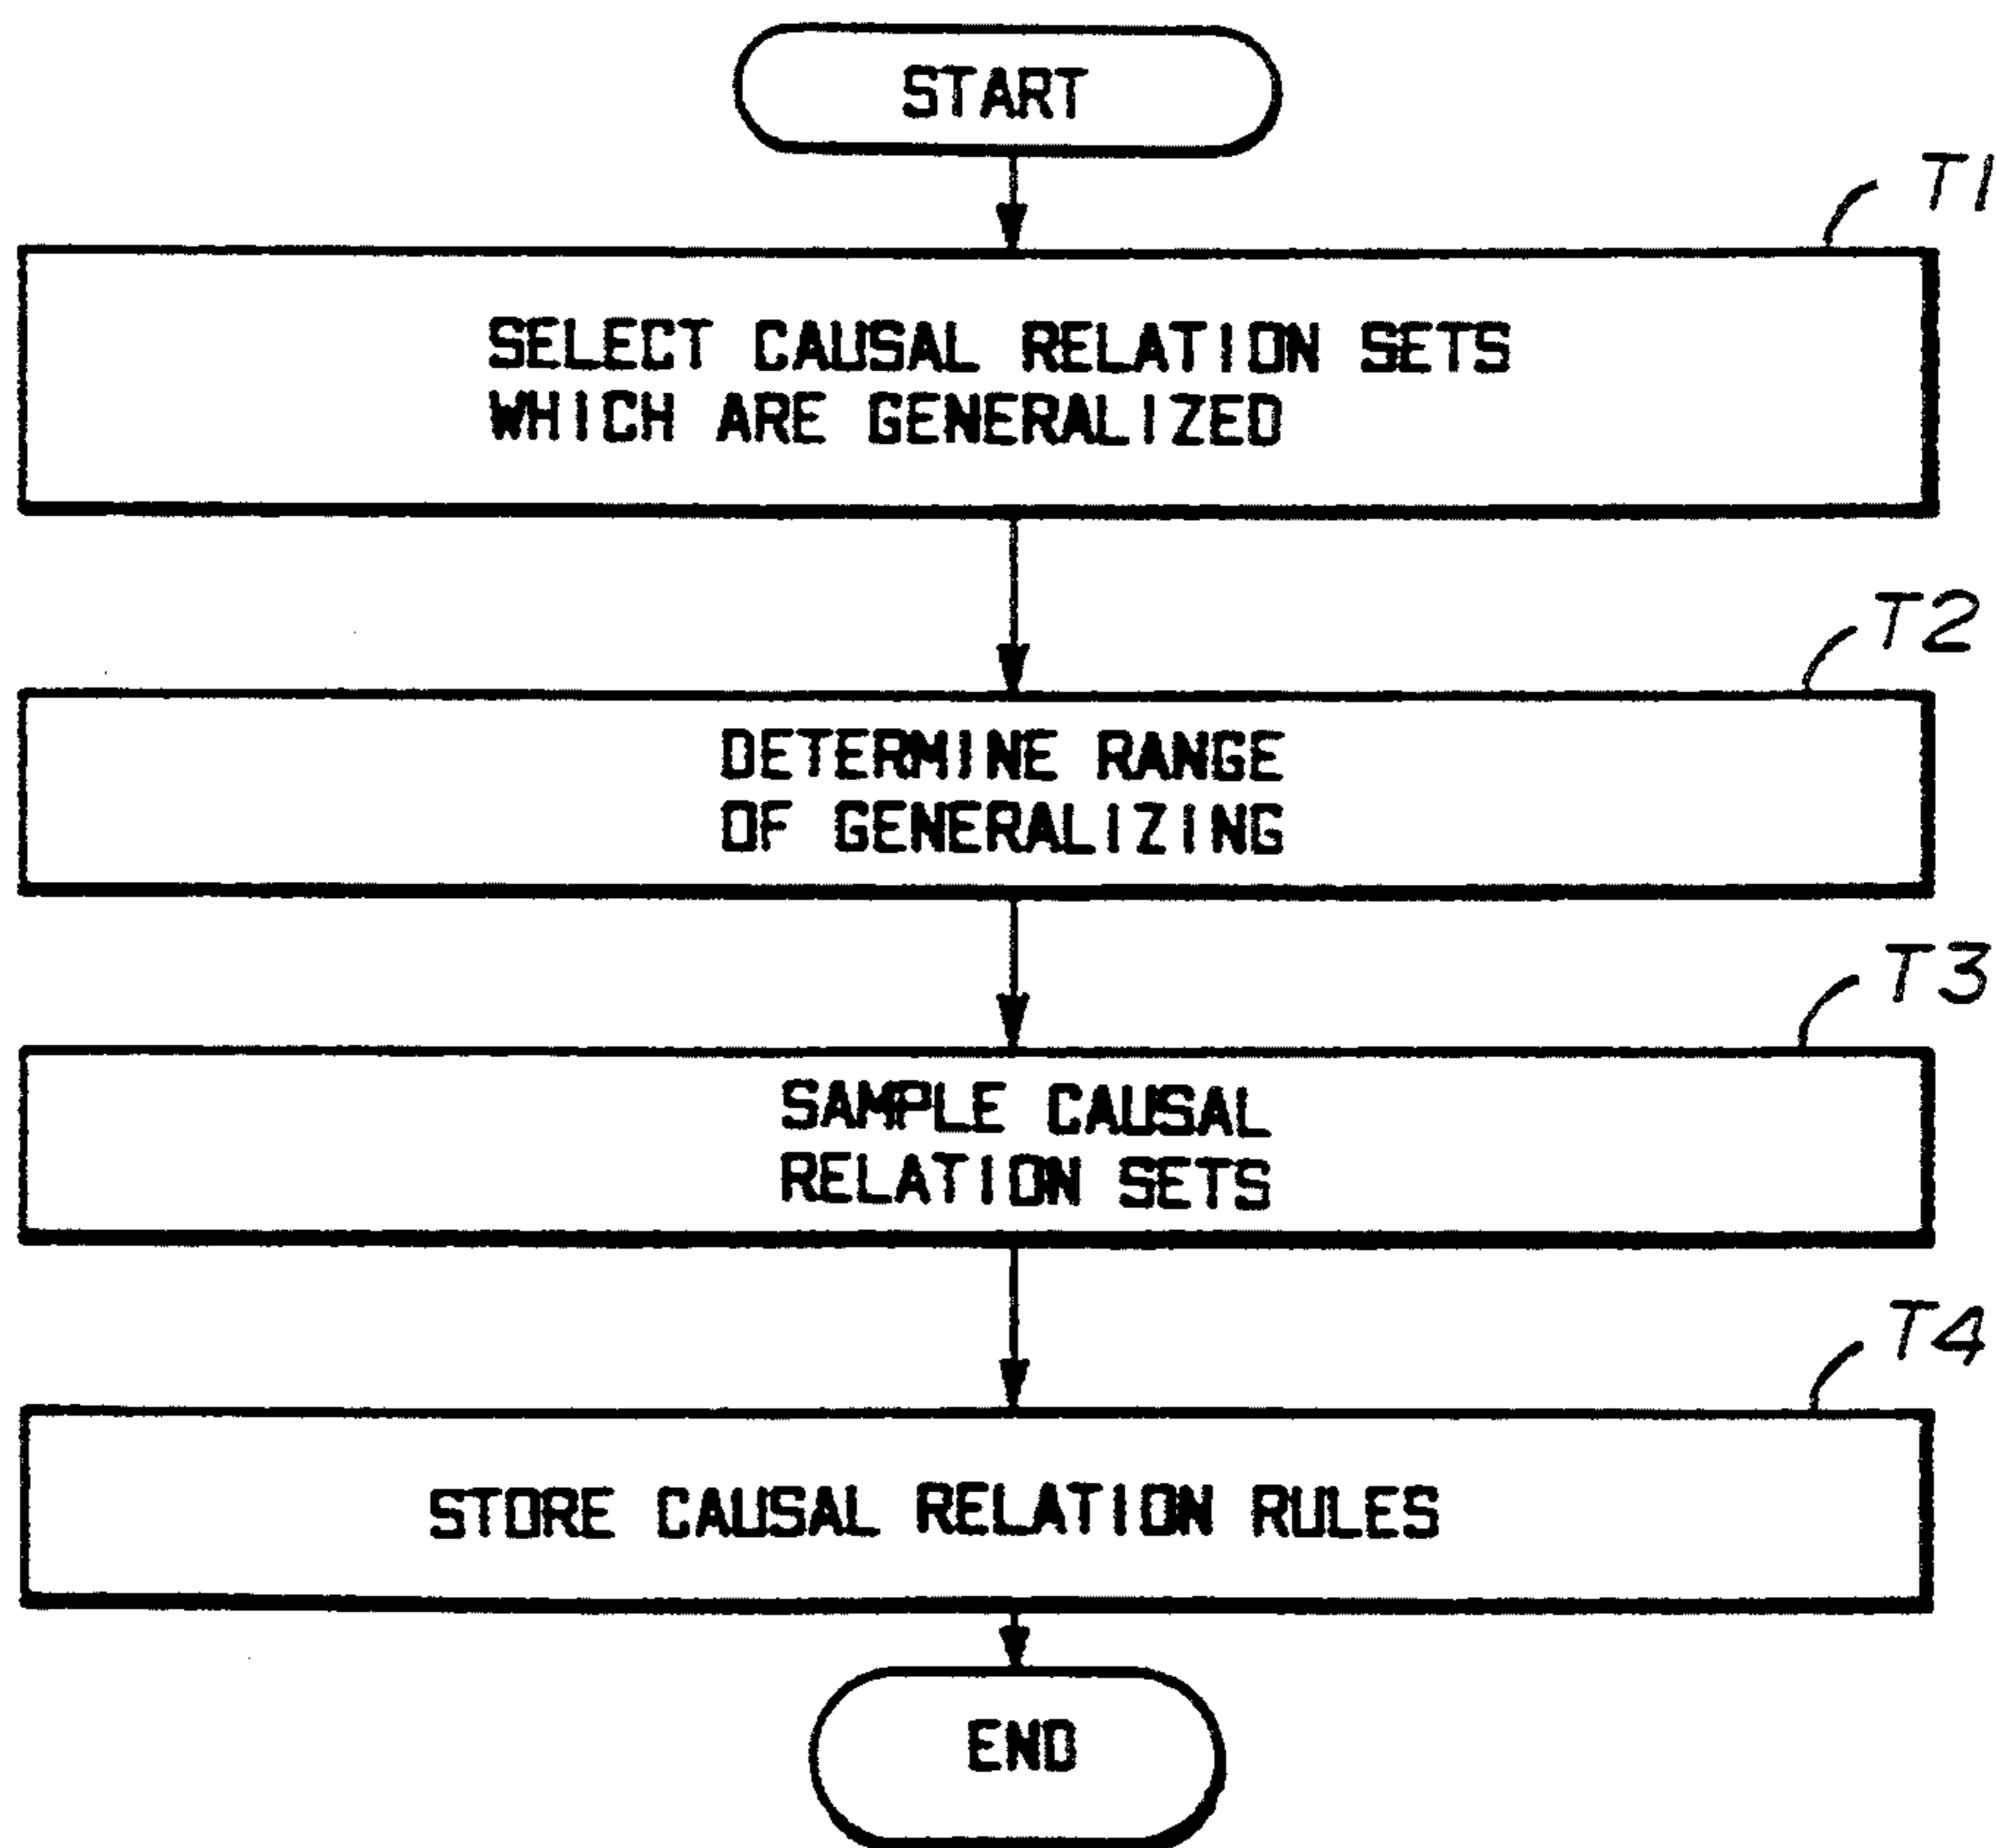 START
T1
SELECT CAUSAL RELATION SETS
WHICH ARE GENERALIZED
T2
DETERMINE RANGE
OF GENERALIZING
T3
SAMPLE CAUSAL
RELATION SETS
T4
STORE CAUSAL RELATION RULES
END